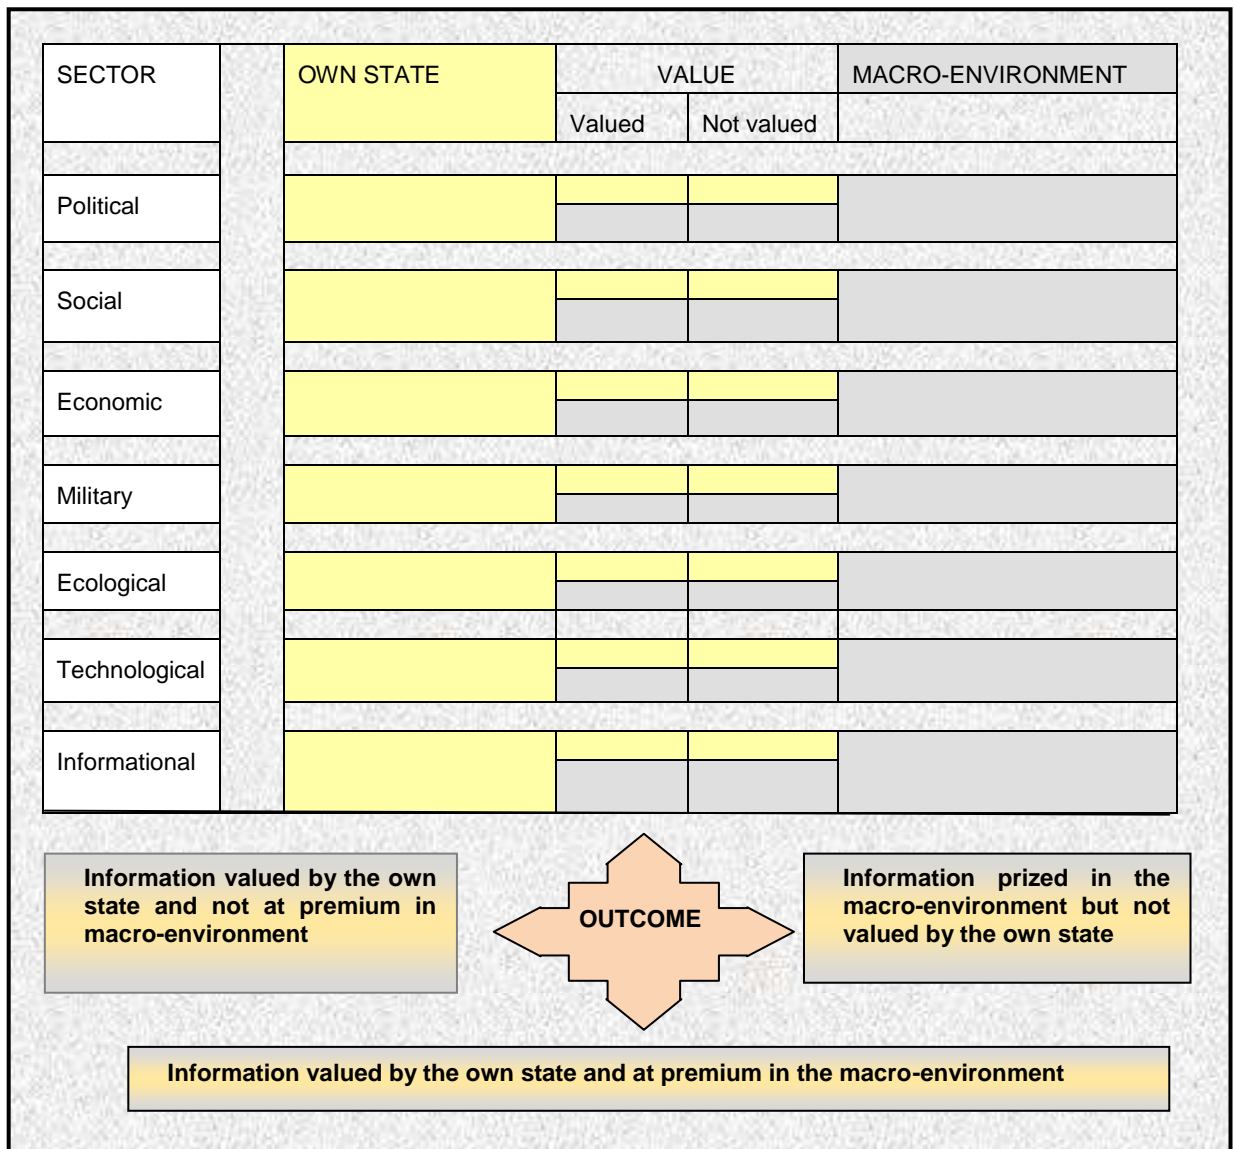 SECTOR
OWN STATE
VALUE
MACRO-ENVIRONMENT
Valued
Not valued
Political
Social
Economic
Military
Ecological
Technological
Informational
Information valued by the own
state and not at premium in
macro-environment
OUTCOME
Information prized in the
macro-environment but not
valued by the own state
Information valued by the own state and at premium in the macro-environment